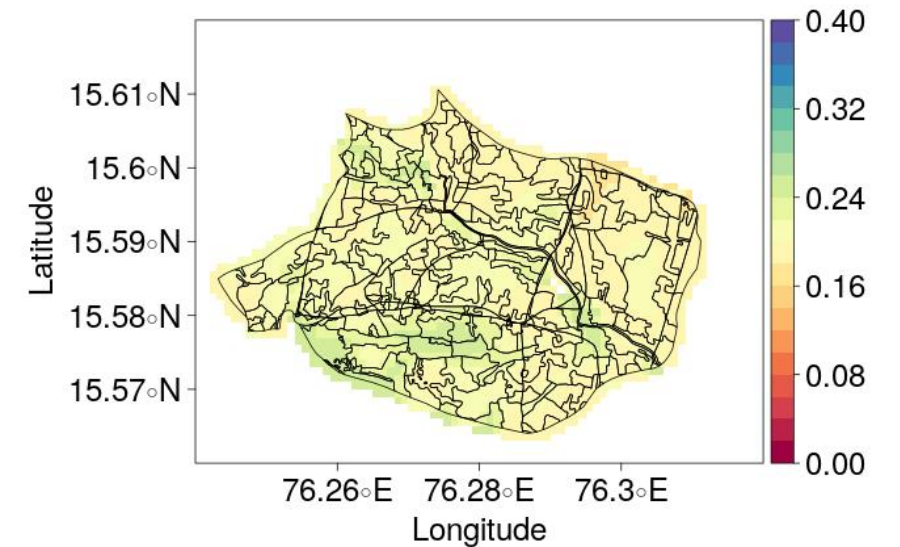 15.61◦N
15.6◦N
15.59◦N
15.58◦N
15.57◦N
Latitude
76.26◦E 76.28◦E 76.3◦E
Longitude
0.40
0.32
0.24
0.16
0.08
0.00